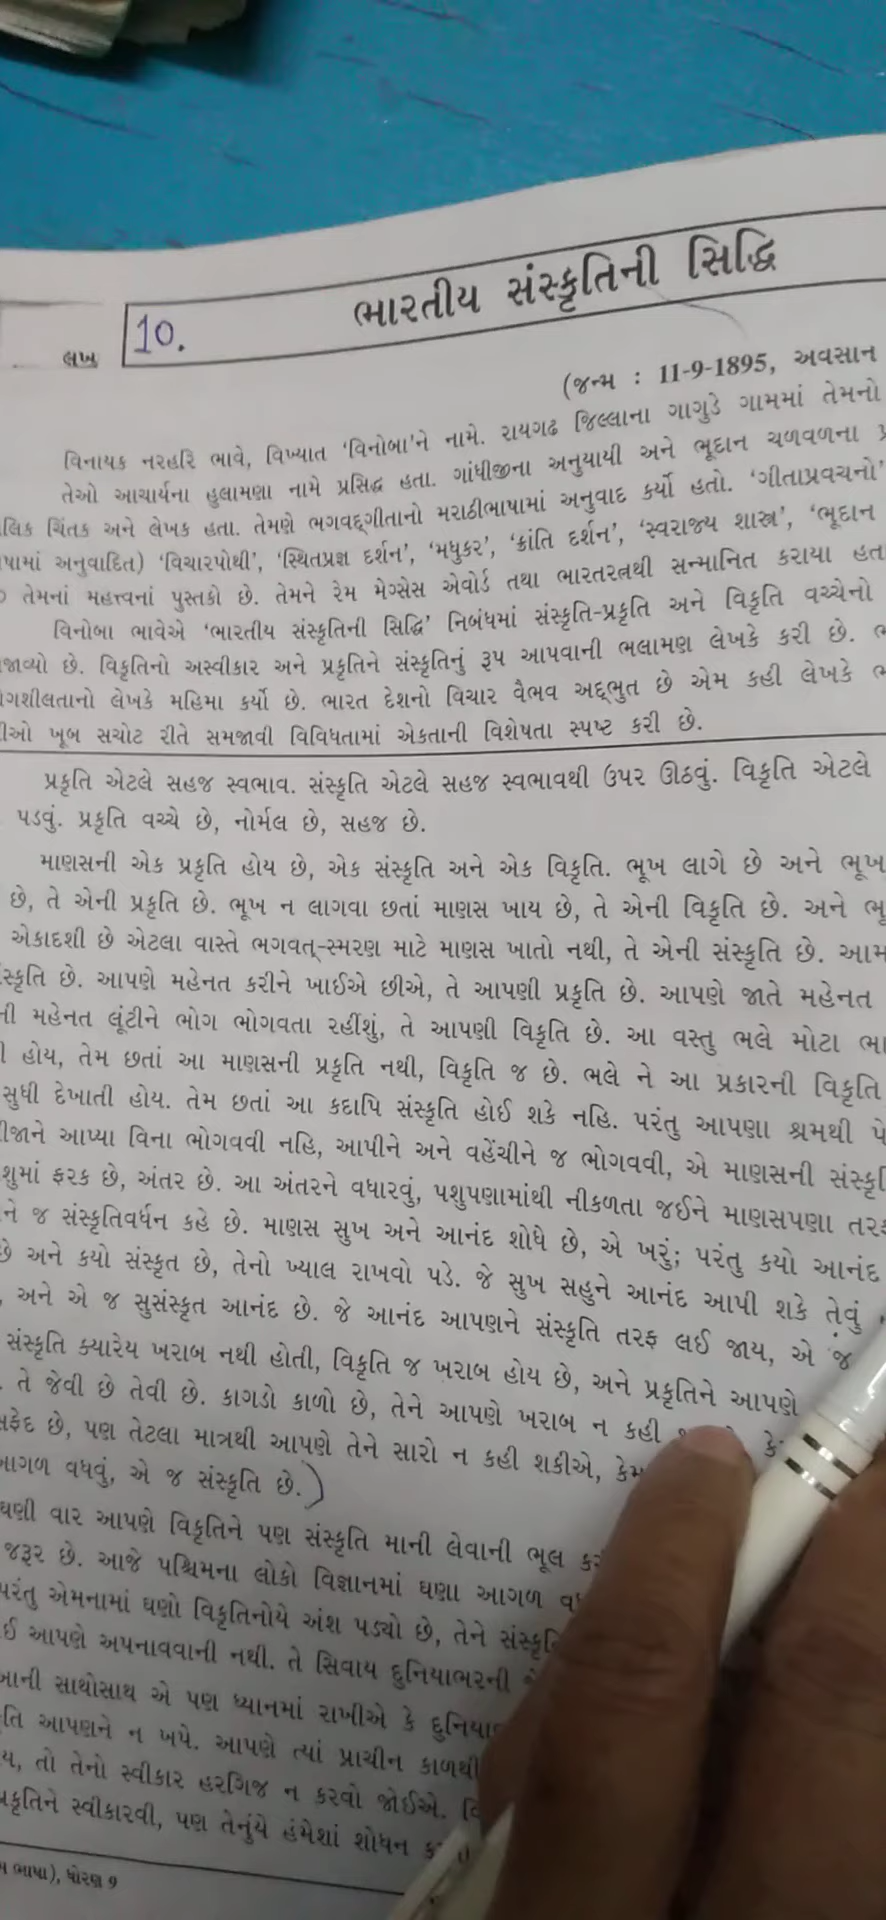 ભારતીય સંસ્કૃતિની સિદ્ધિ
10.
લખ
(જન્મ : 11-9-1895, અવસાન
વિનાયક નરહરિ ભાવે, વિખ્યાત ‘વિનોબા’ને નામે. રાયગઢ જિલ્લાના ગાગુડે ગામમાં તેમનો
તેઓ આચાર્યના હુલામણા નામે પ્રસિદ્ધ હતા. ગાંધીજીના અનુયાયી અને ભૂદાન ચળવળના
લિક ચિંતક અને લેખક હતા. તેમણે ભગવદ્ગીતાનો મરાઠીભાષામાં અનુવાદ કર્યો હતો. ‘ગીતાપ્રવચનો’
ષામાં અનુવાદિત) ‘વિચારપોથી’, ‘સ્થિતપ્રજ્ઞ દર્શન’, ‘મધુકર’, ‘ક્રાંતિ દર્શન’, ‘સ્વરાજ્ય શાસ્ત્ર’, ‘ભૂદાન
તેમનાં મહત્ત્વનાં પુસ્તકો છે. તેમને રેમ મેગ્સેસ એવોર્ડ તથા ભારતરત્નથી સન્માનિત કરાયા હતા
વિનોબા ભાવેએ ‘ભારતીય સંસ્કૃતિની સિદ્ધિ’ નિબંધમાં સંસ્કૃતિ-પ્રકૃતિ અને વિકૃતિ વચ્ચેનો
જાવ્યો છે. વિકૃતિનો અસ્વીકાર અને પ્રકૃતિને સંસ્કૃતિનું રૂપ આપવાની ભલામણ લેખકે કરી છે.
ગશીલતાનો લેખકે મહિમા કર્યો છે. ભારત દેશનો વિચાર વૈભવ અદ્ભુત છે એમ કહી લેખકે
ીઓ ખૂબ સચોટ રીતે સમજાવી વિવિધતામાં એકતાની વિશેષતા સ્પષ્ટ કરી છે.
પ્રકૃતિ એટલે સહજ સ્વભાવ. સંસ્કૃતિ એટલે સહજ સ્વભાવથી ઉપર ઊઠવું. વિકૃતિ એટલે
પડવું. પ્રકૃતિ વચ્ચે છે, નોર્મલ છે, સહજ છે.
માણસની એક પ્રકૃતિ હોય છે, એક સંસ્કૃતિ અને એક વિકૃતિ. ભૂખ લાગે છે અને ભૂખ
છે, તે એની પ્રકૃતિ છે. ભૂખ ન લાગવા છતાં માણસ ખાય છે, તે એની વિકૃતિ છે. અને
એકાદશી છે એટલા વાસ્તે ભગવત્-સ્મરણ માટે માણસ ખાતો નથી, તે એની સંસ્કૃતિ છે. આમ
સ્કૃતિ છે. આપણે મહેનત કરીને ખાઈએ છીએ, તે આપણી પ્રકૃતિ છે. આપણે જાતે મહેનત
ની મહેનત લૂંટીને ભોગ ભોગવતા રહીંશું, તે આપણી વિકૃતિ છે. આ વસ્તુ ભલે મોટા ભા
ી હોય, તેમ છતાં આ માણસની પ્રકૃતિ નથી, વિકૃતિ જ છે. ભલે ને આ પ્રકારની વિકૃતિ
સુધી દેખાતી હોય. તેમ છતાં આ કદાપિ સંસ્કૃતિ હોઈ શકે નહિ. પરંતુ આપણા શ્રમથી પે
ીજાને આપ્યા વિના ભોગવવી નહિ, આપીને અને વહેંચીને જ ભોગવવી, એ માણસની સંસ્કૃ
શુમાં ફરક છે, અંતર છે. આ અંતરને વધારવું, પશુપણામાંથી નીકળતા જઈને માણસપણા તરફ
ને જ સંસ્કૃતિવર્ધન કહે છે. માણસ સુખ અને આનંદ શોધે છે, એ ખરું; પરંતુ કયો આનંદ
છે અને કયો સંસ્કૃત છે, તેનો ખ્યાલ રાખવો પડે. જે સુખ સહુને આનંદ આપી શકે તેવું
, અને એ જ સુસંસ્કૃત આનંદ છે. જે આનંદ આપણને સંસ્કૃતિ તરફ લઈ જાય, એ જ
સંસ્કૃતિ ક્યારેય ખરાબ નથી હોતી, વિકૃતિ જ ખરાબ હોય છે, અને પ્રકૃતિને આપણે
. તે જેવી છે તેવી છે. કાગડો કાળો છે, તેને આપણે ખરાબ ન કહી
સફેદ છે, પણ તેટલા માત્રથી આપણે તેને સારો ન કહી શકીએ,
આગળ વધવું, એ જ સંસ્કૃતિ છે.)
ઘણી વાર આપણે વિકૃતિને પણ સંસ્કૃતિ માની લેવાની ભૂલ
જરૂર છે. આજે પશ્ચિમના લોકો વિજ્ઞાનમાં ઘણા આગળ
પરંતુ એમનામાં ઘણો વિકૃતિનોયે અંશ પડ્યો છે, તેને
ઈ આપણે અપનાવવાની નથી. તે સિવાય દુનિયાભરની
આની સાથોસાથ એ પણ ધ્યાનમાં રાખીએ કે
તિ આપણને ન ખપે. આપણે ત્યાં પ્રાચીન કાળથી
ય, તો તેનો સ્વીકાર હરગિજ ન કરવો જોઈએ.
પ્રકૃતિને સ્વીકારવી, પણ તેનુંયે હંમેશાં શોધન
ભાષા), ધોરણ 9